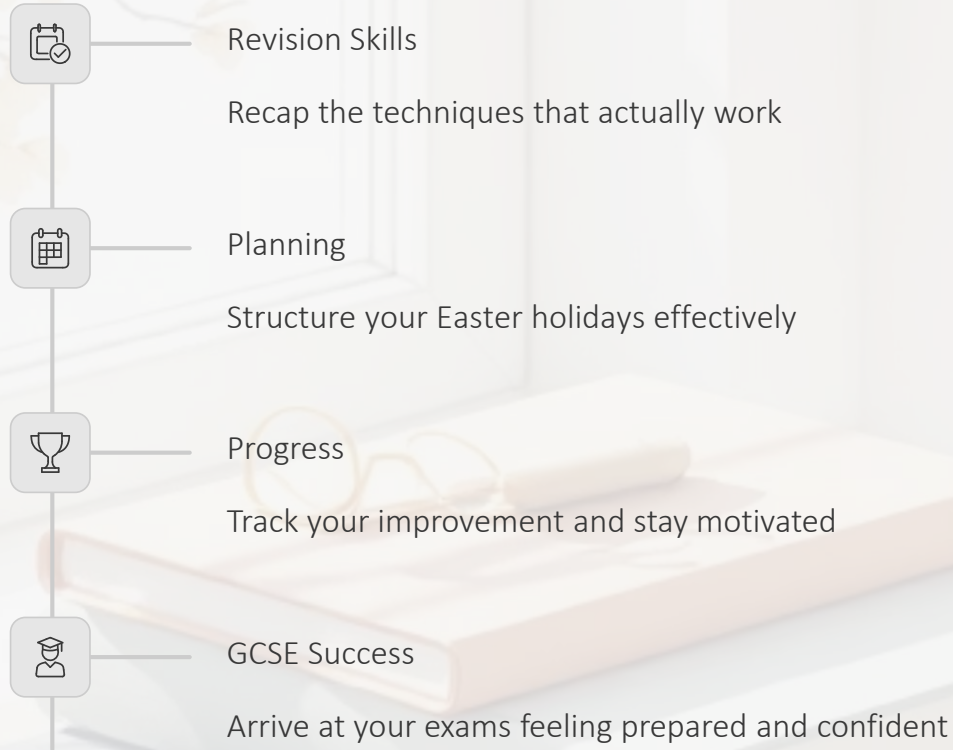 Revision Skills
Recap the techniques that actually work
Planning
Structure your Easter holidays effectively
Progress
Track your improvement and stay motivated
GCSE Success
Arrive at your exams feeling prepared and confident